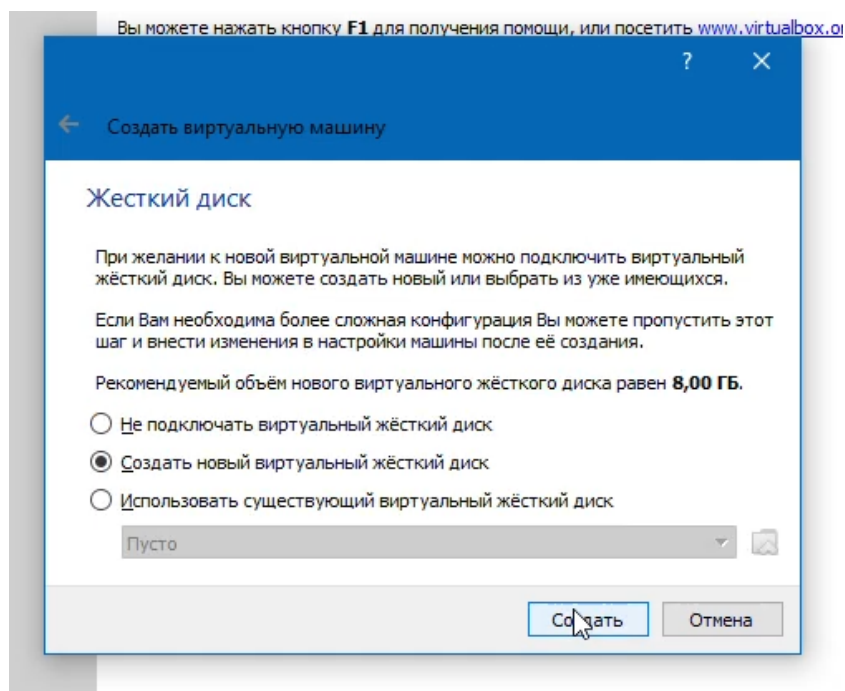 Вы можете нажать кнопку F1 для получения помощи, или посетить www.virtualbox.or
?
Создать виртуальную машину
Жесткий диск
При желании к новой виртуальной машине можно подключить виртуальный
жёсткий диск. Вы можете создать новый или выбрать из уже имеющихся.
Если Вам необходима более сложная конфигурация Вы можете пропустить этот
шаг и внести изменения в настройки машины после её создания.
Рекомендуемый объём нового виртуального жёсткого диска равен 8,00 ГБ.
Не подключать виртуальный жёсткий диск
Создать новый виртуальный жёсткий диск
Использовать существующий виртуальный жёсткий диск
Пусто
Создать Отмена